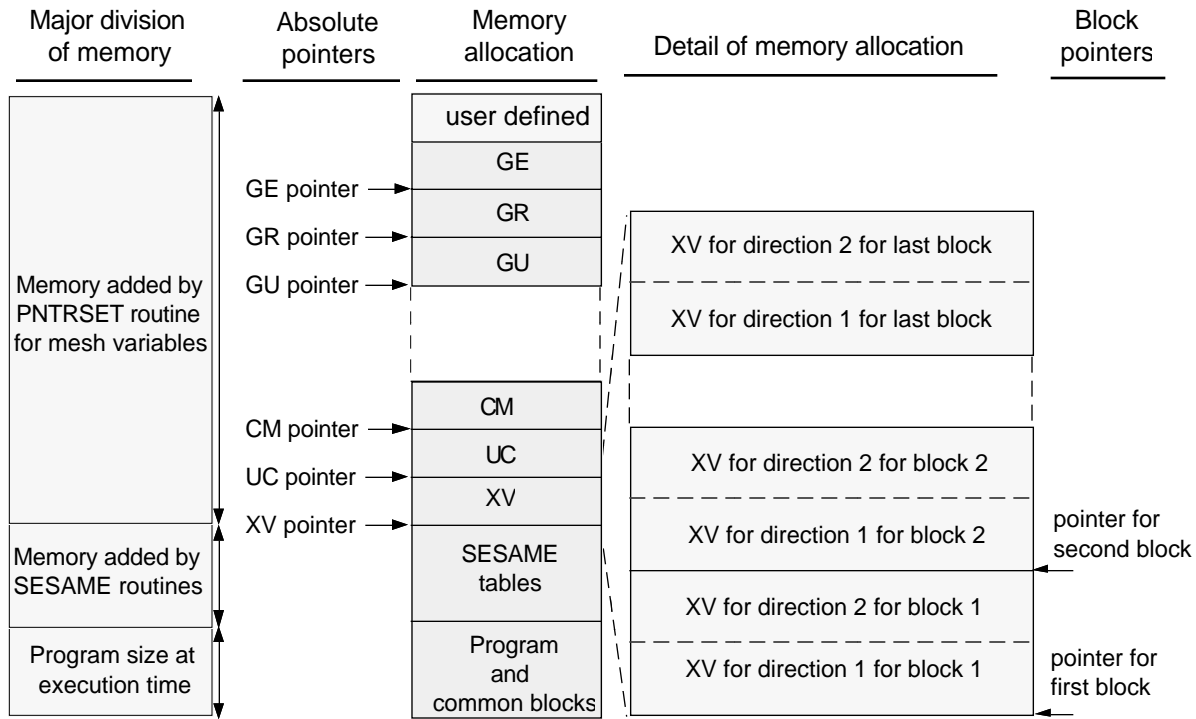 Major division
of memory
Absolute
pointers
Memory
allocation
Detail of memory allocation
Block
pointers
Memory added by
PNTRSET routine
for mesh variables
Memory added by
SESAME routines
Program size at
execution time
GE pointer
GR pointer
GU pointer
CM pointer
UC pointer
XV pointer
user defined
GE
GR
GU
CM
UC
XV
SESAME
tables
Program
and
common blocks
XV for direction 2 for last block
XV for direction 1 for last block
XV for direction 2 for block 2
XV for direction 1 for block 2
XV for direction 2 for block 1
XV for direction 1 for block 1
pointer for
second block
pointer for
first block